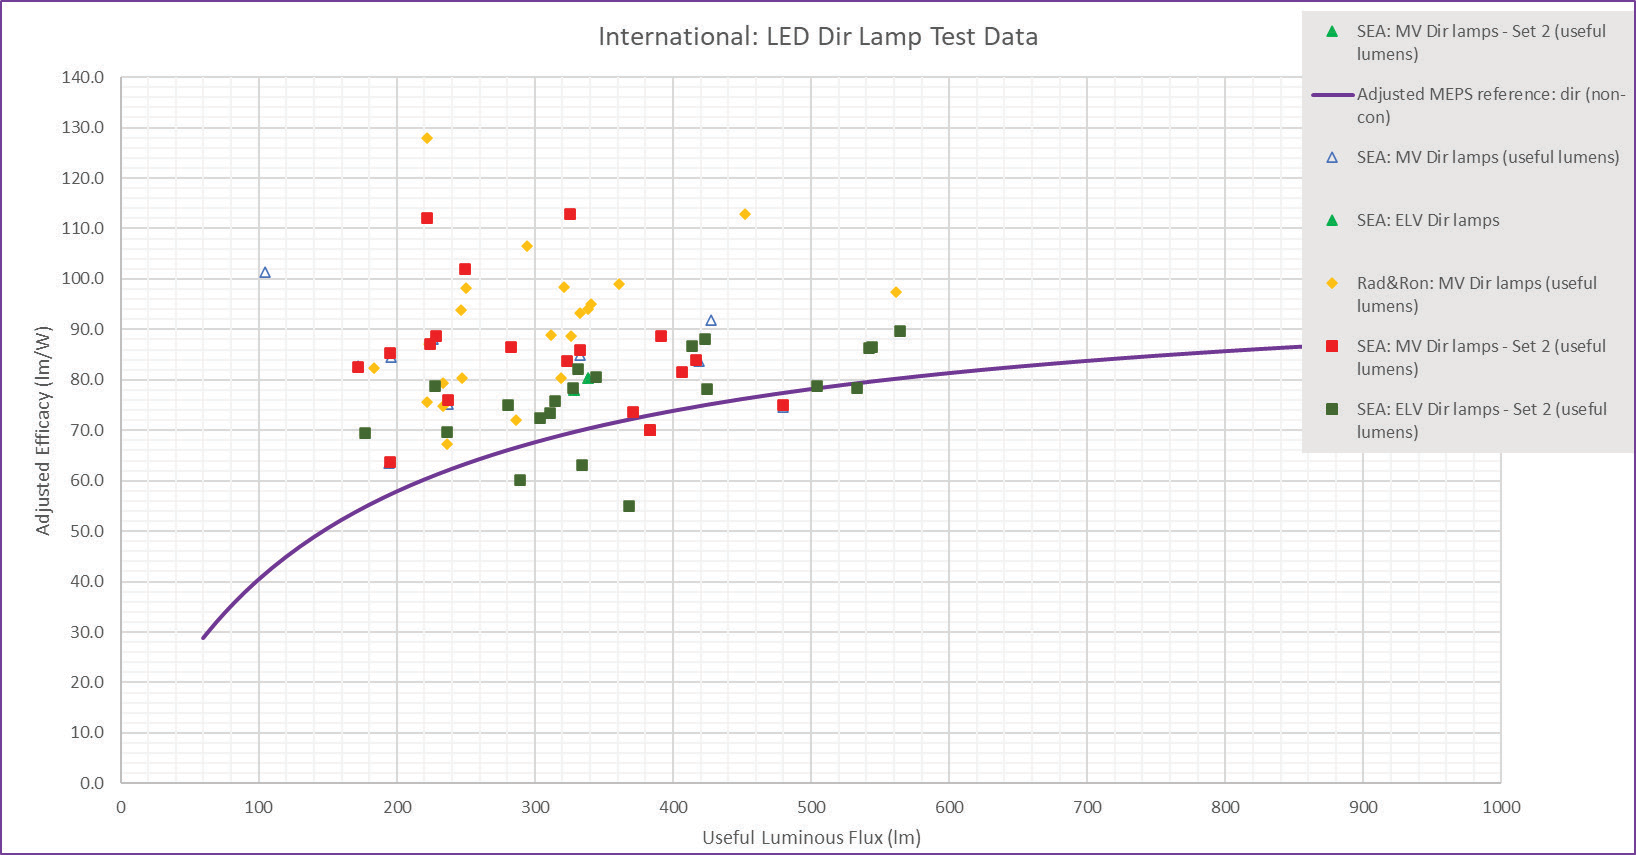 International: LED Dir Lamp Test Data
SEA: MV Dir lamps - Set 2 (useful
lumens)
Adjusted MEPS reference: dir (non-
con)
SEA: MV Dir lamps (useful lumens)
SEA: ELV Dir lamps
Rad&Ron: MV Dir lamps (useful
lumens)
SEA: MV Dir lamps - Set 2 (useful
lumens)
SEA: ELV Dir lamps - Set 2 (useful
lumens)
Adjusted Efficacy (lm/W)
140.0
130.0
120.0
110.0
100.0
90.0
80.0
70.0
60.0
50.0
40.0
30.0
20.0
10.0
0.0
0 100 200 300 400 500 600 700 800 900 1000
Useful Luminous Flux (lm)